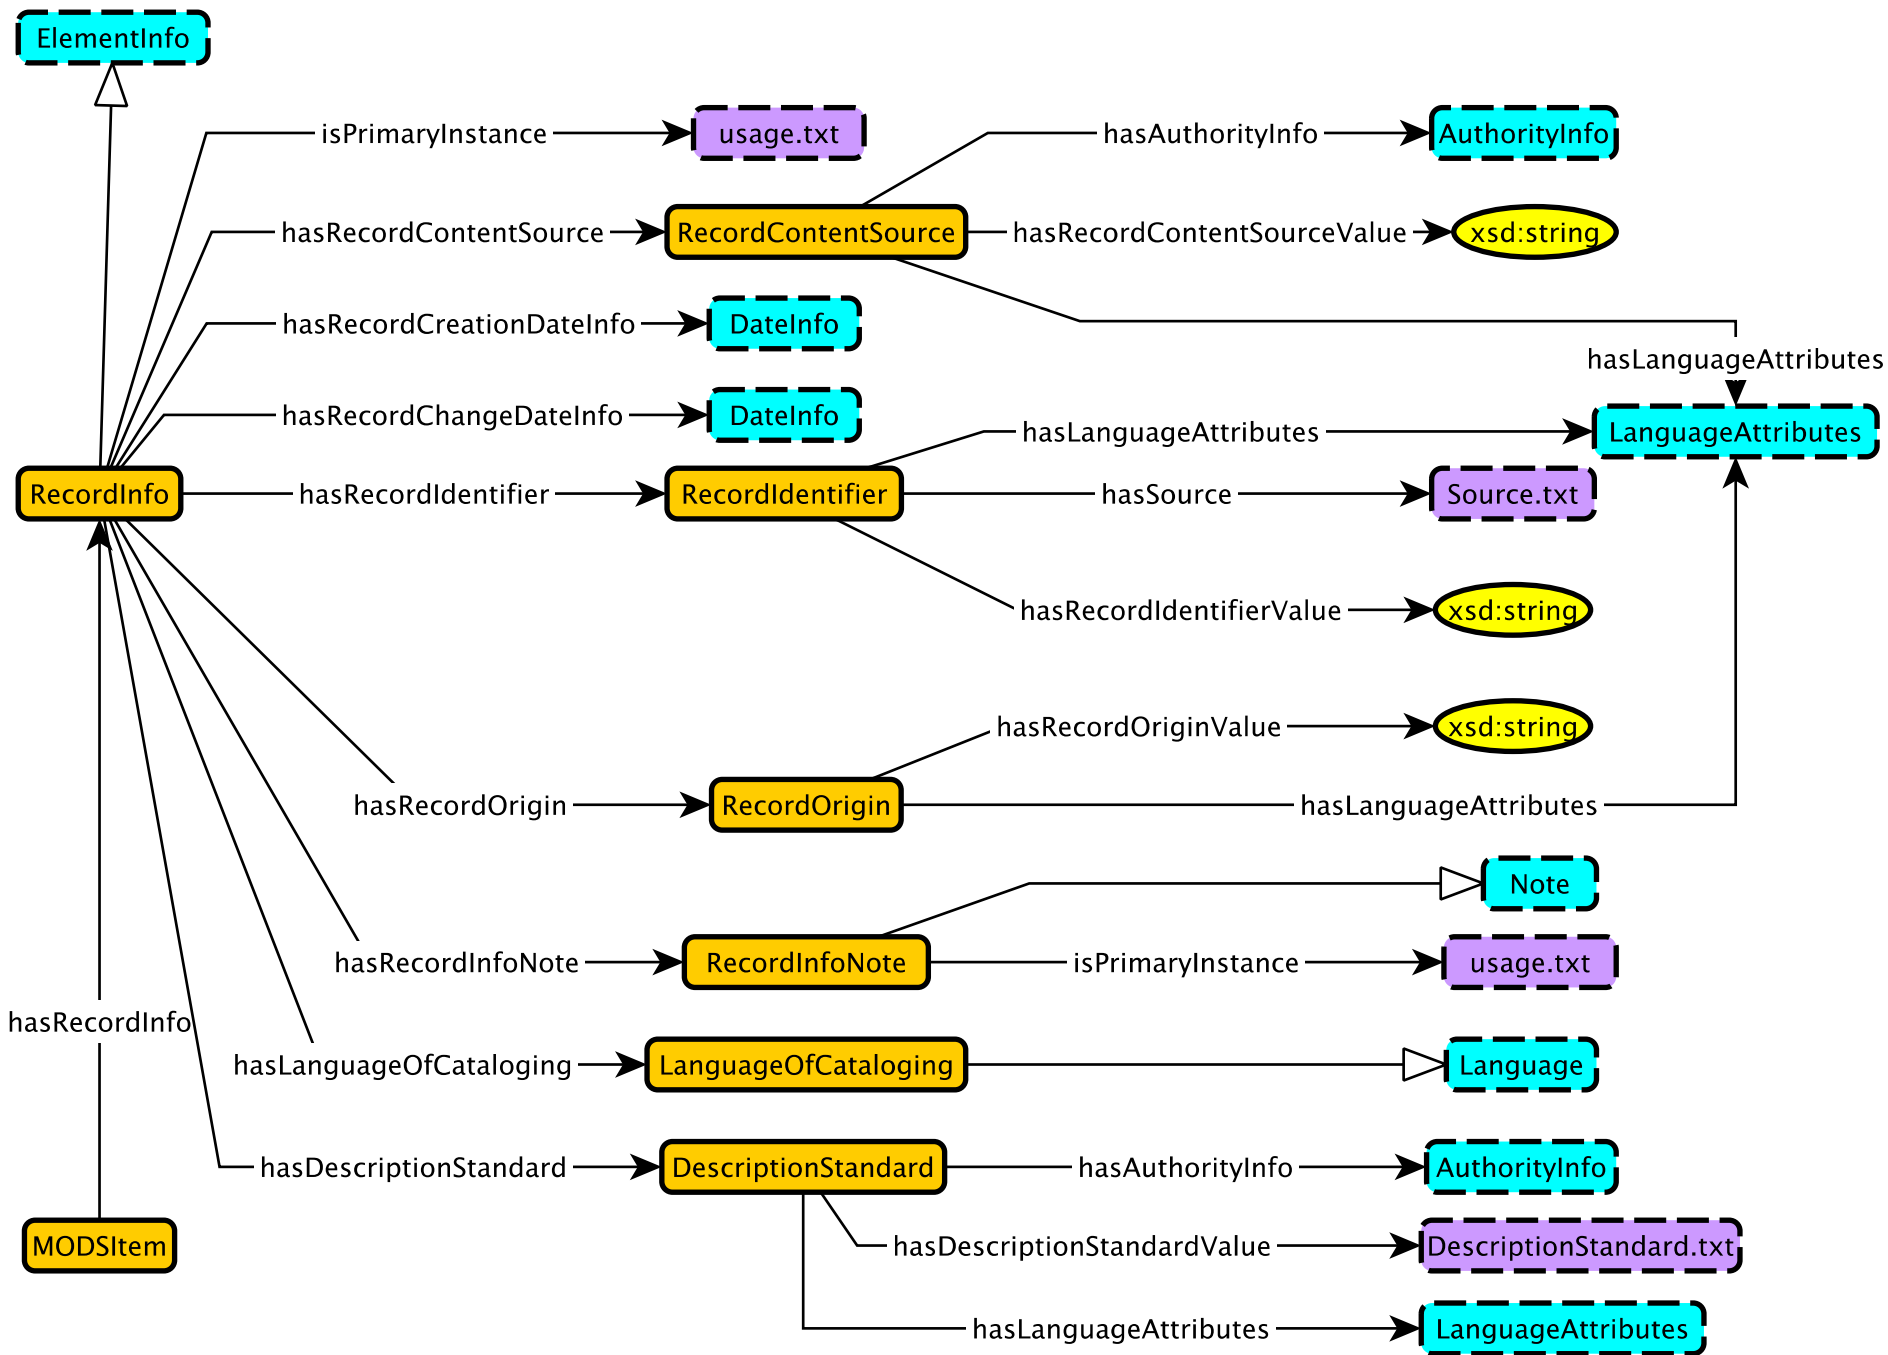 ElementInfo
isPrimaryInstance
usage.txt
hasAuthorityInfo
AuthorityInfo
hasRecordContentSource
RecordContentSource
hasRecordContentSourceValue
xsd:string
hasRecordCreationDateInfo
DateInfo
hasLanguageAttributes
hasRecordChangeDateInfo
DateInfo
hasLanguageAttributes
LanguageAttributes
RecordInfo
hasRecordIdentifier
RecordIdentifier
hasSource
Source.txt
hasRecordIdentifierValue
xsd:string
hasRecordOriginValue
xsd:string
hasRecordOrigin
RecordOrigin
hasLanguageAttributes
Note
hasRecordInfoNote
RecordInfoNote
isPrimaryInstance
usage.txt
hasRecordInfo
hasLanguageOfCataloging
LanguageOfCataloging
Language
hasDescriptionStandard
DescriptionStandard
hasAuthorityInfo
AuthorityInfo
MODSItem
hasDescriptionStandardValue
DescriptionStandard.txt
hasLanguageAttributes
LanguageAttributes